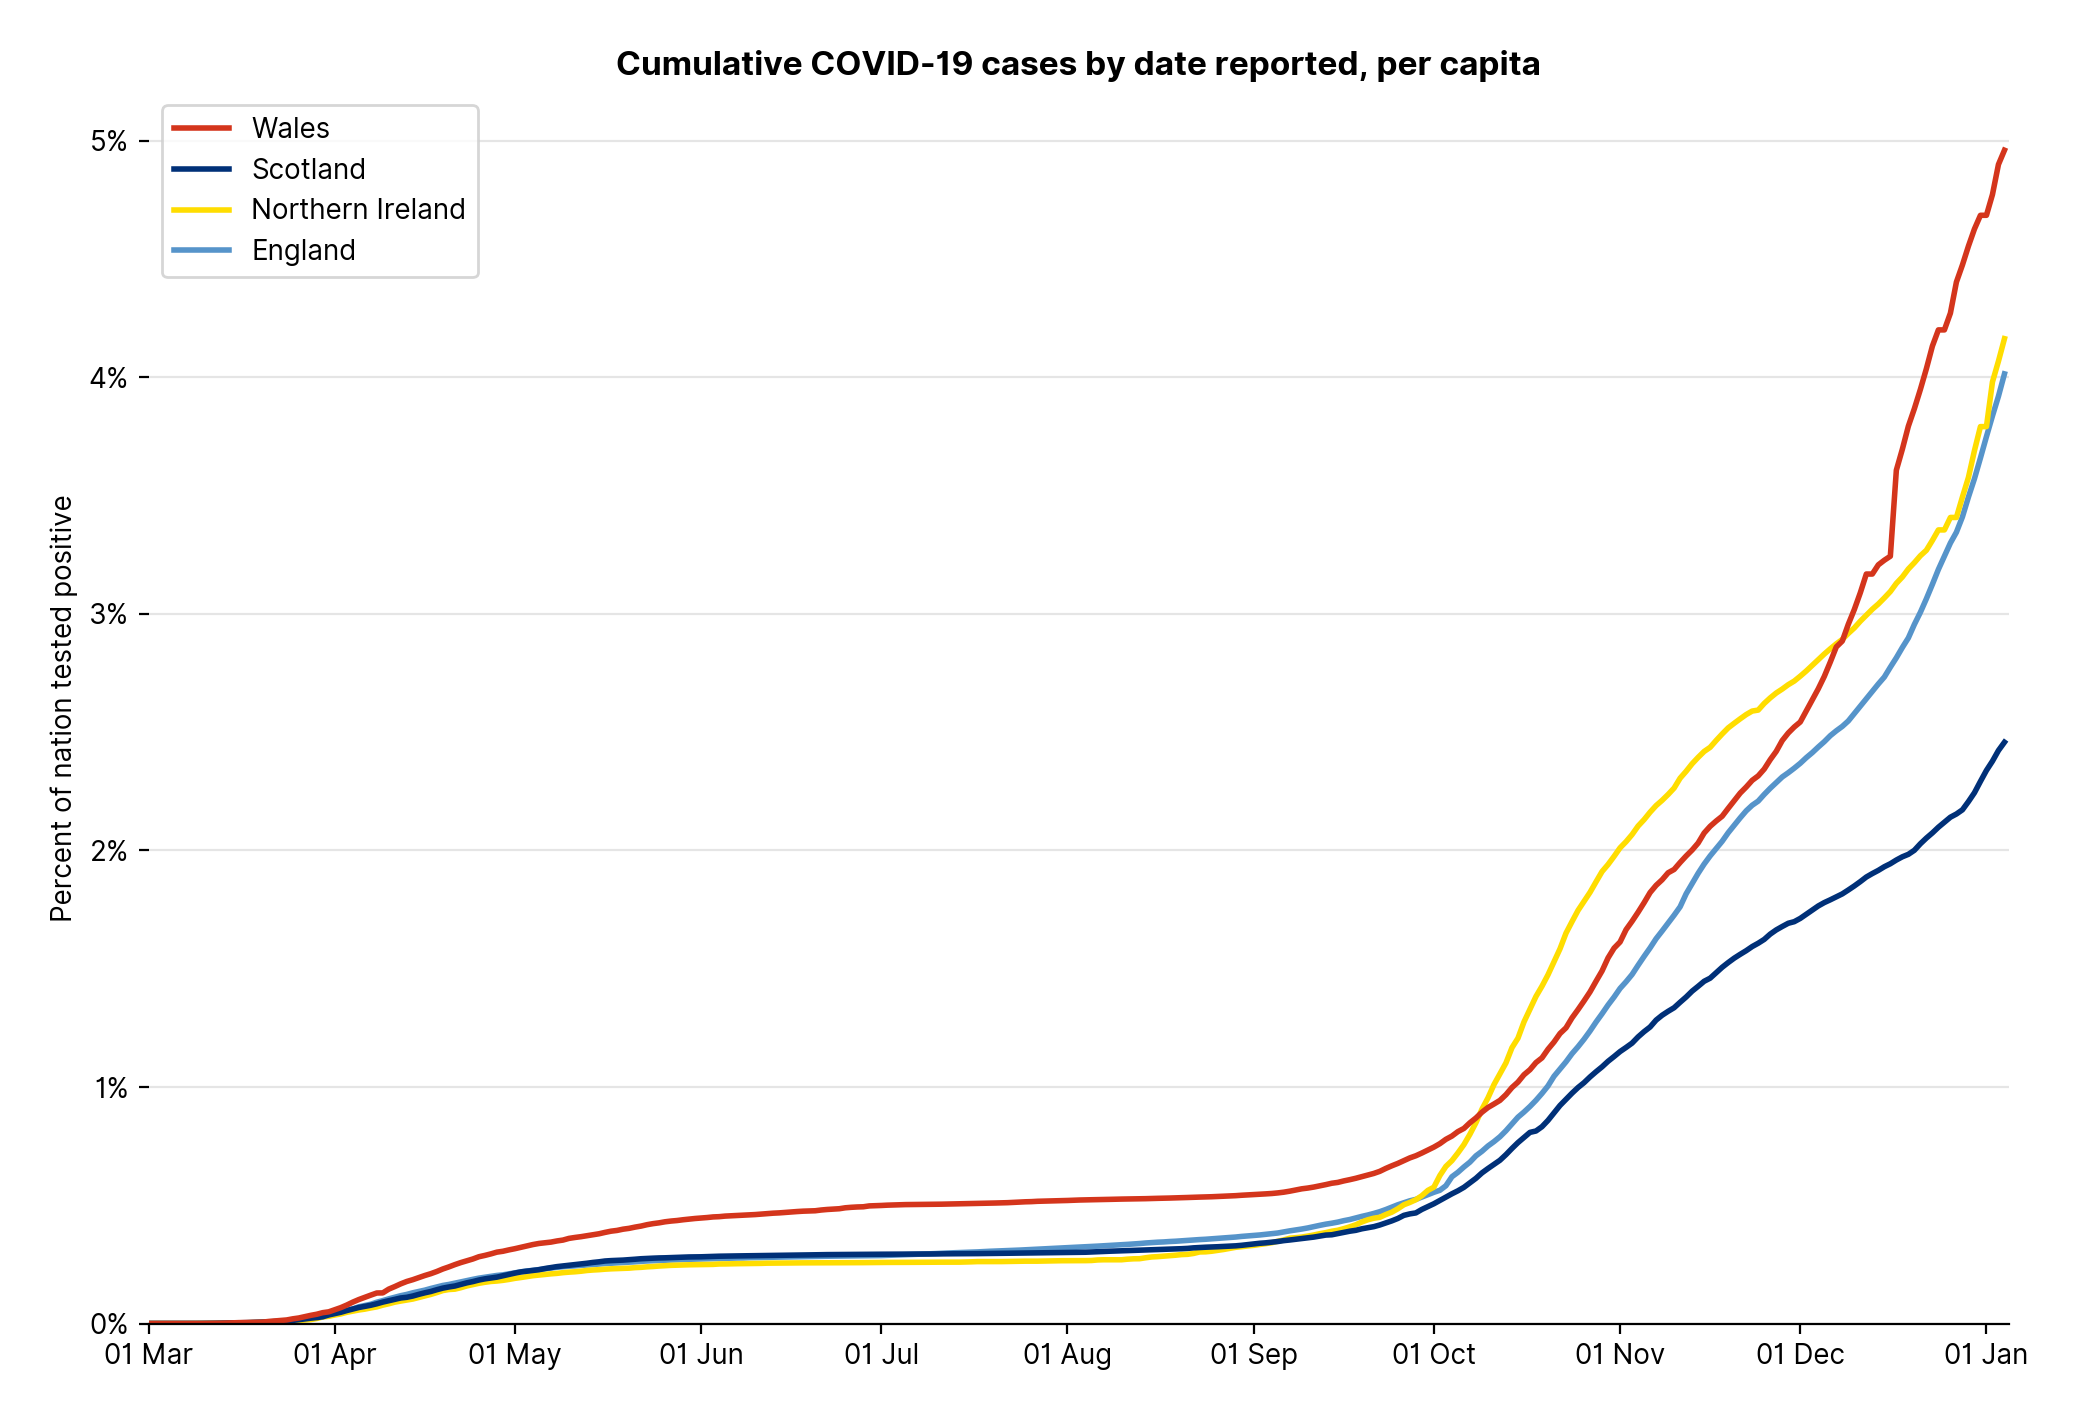 Cumulative COVID-19 cases by date reported, per capita
Wales
Scotland
Northern Ireland
England
Percent of nation tested positive
5%
4%
3%
2%
1%
0%
01 Mar
01 Apr
01 May
01 Jun
01 Jul
01 Aug
01 Sep
01 Oct
01 Nov
01 Dec
01 Jan